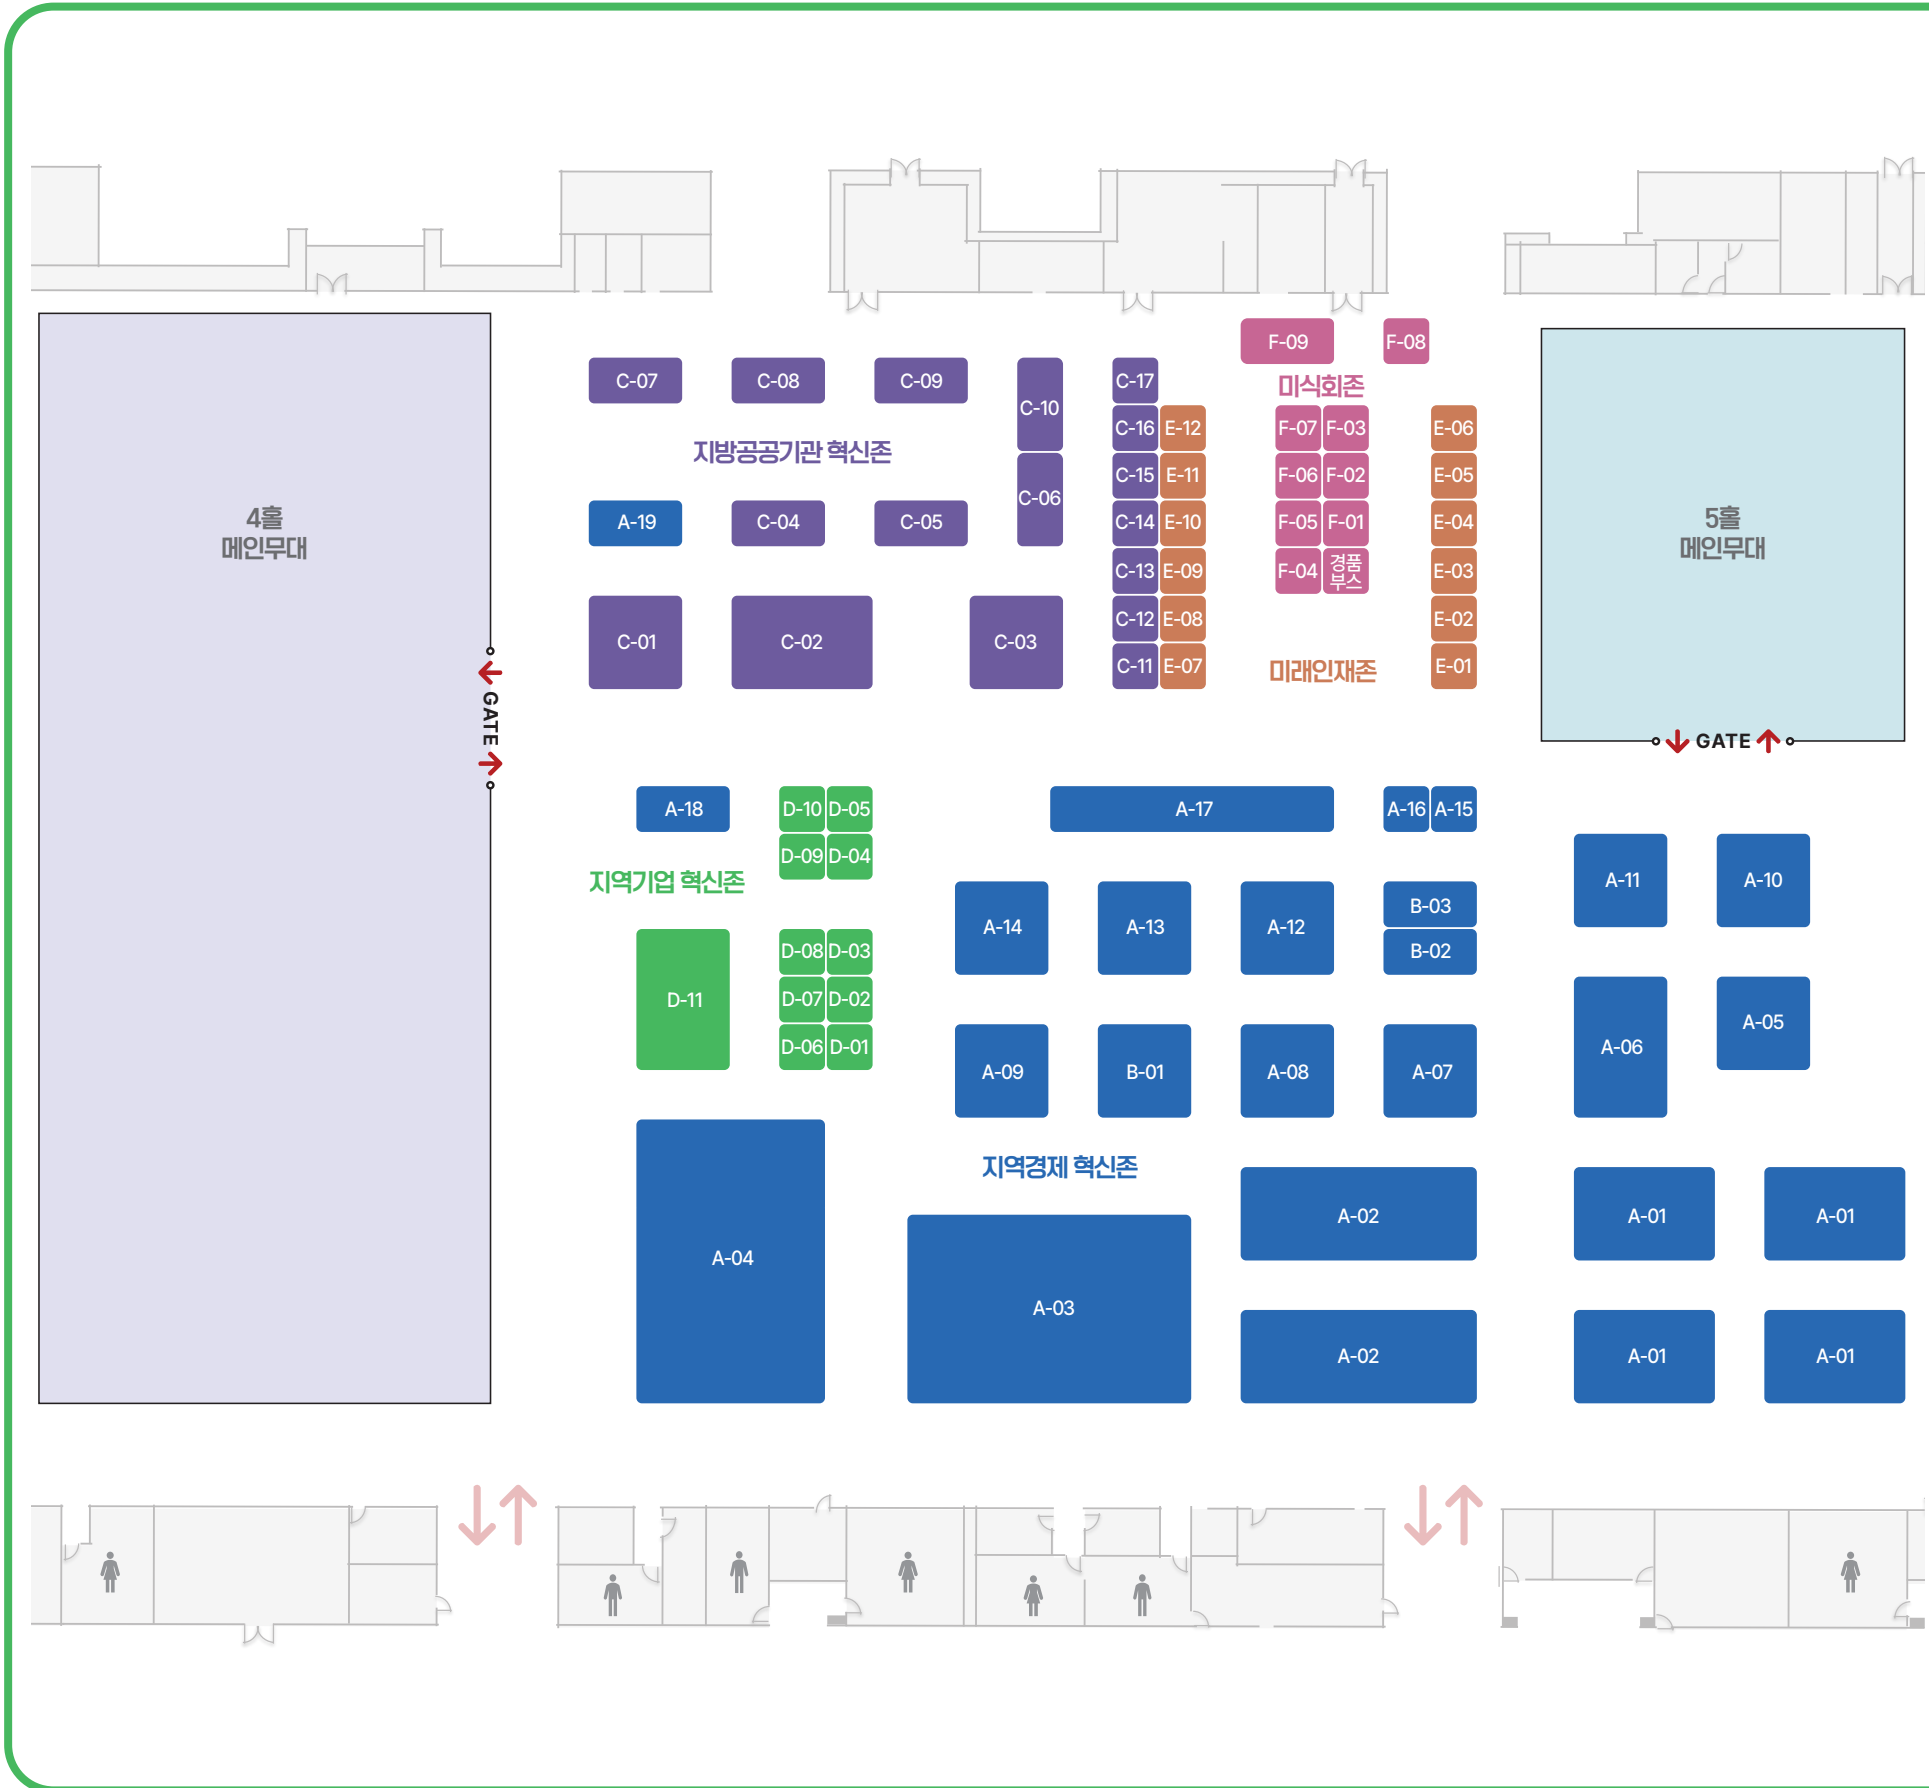 4홀
메인무대
GATE
C-07
C-08
C-09
C-10
지방공공기관 혁신존
C-06
A-19
C-04
C-05
C-01
C-02
C-03
C-17
C-16
E-12
C-15
E-11
C-14
E-10
C-13
E-09
C-12
E-08
C-11
E-07
F-09
F-08
미식회존
F-07
F-03
F-06
F-02
F-05
F-01
F-04
경품
부스
미래인재존
E-06
E-05
E-04
E-03
E-02
E-01
5홀
메인무대
GATE
A-18
D-10
D-05
D-09
D-04
지역기업 혁신존
D-11
D-08
D-03
D-07
D-02
D-06
D-01
A-17
A-16
A-15
A-14
A-13
A-12
B-03
B-02
A-11
A-10
A-09
B-01
A-08
A-07
A-06
A-05
지역경제 혁신존
A-04
A-03
A-02
A-01
A-01
A-02
A-01
A-01